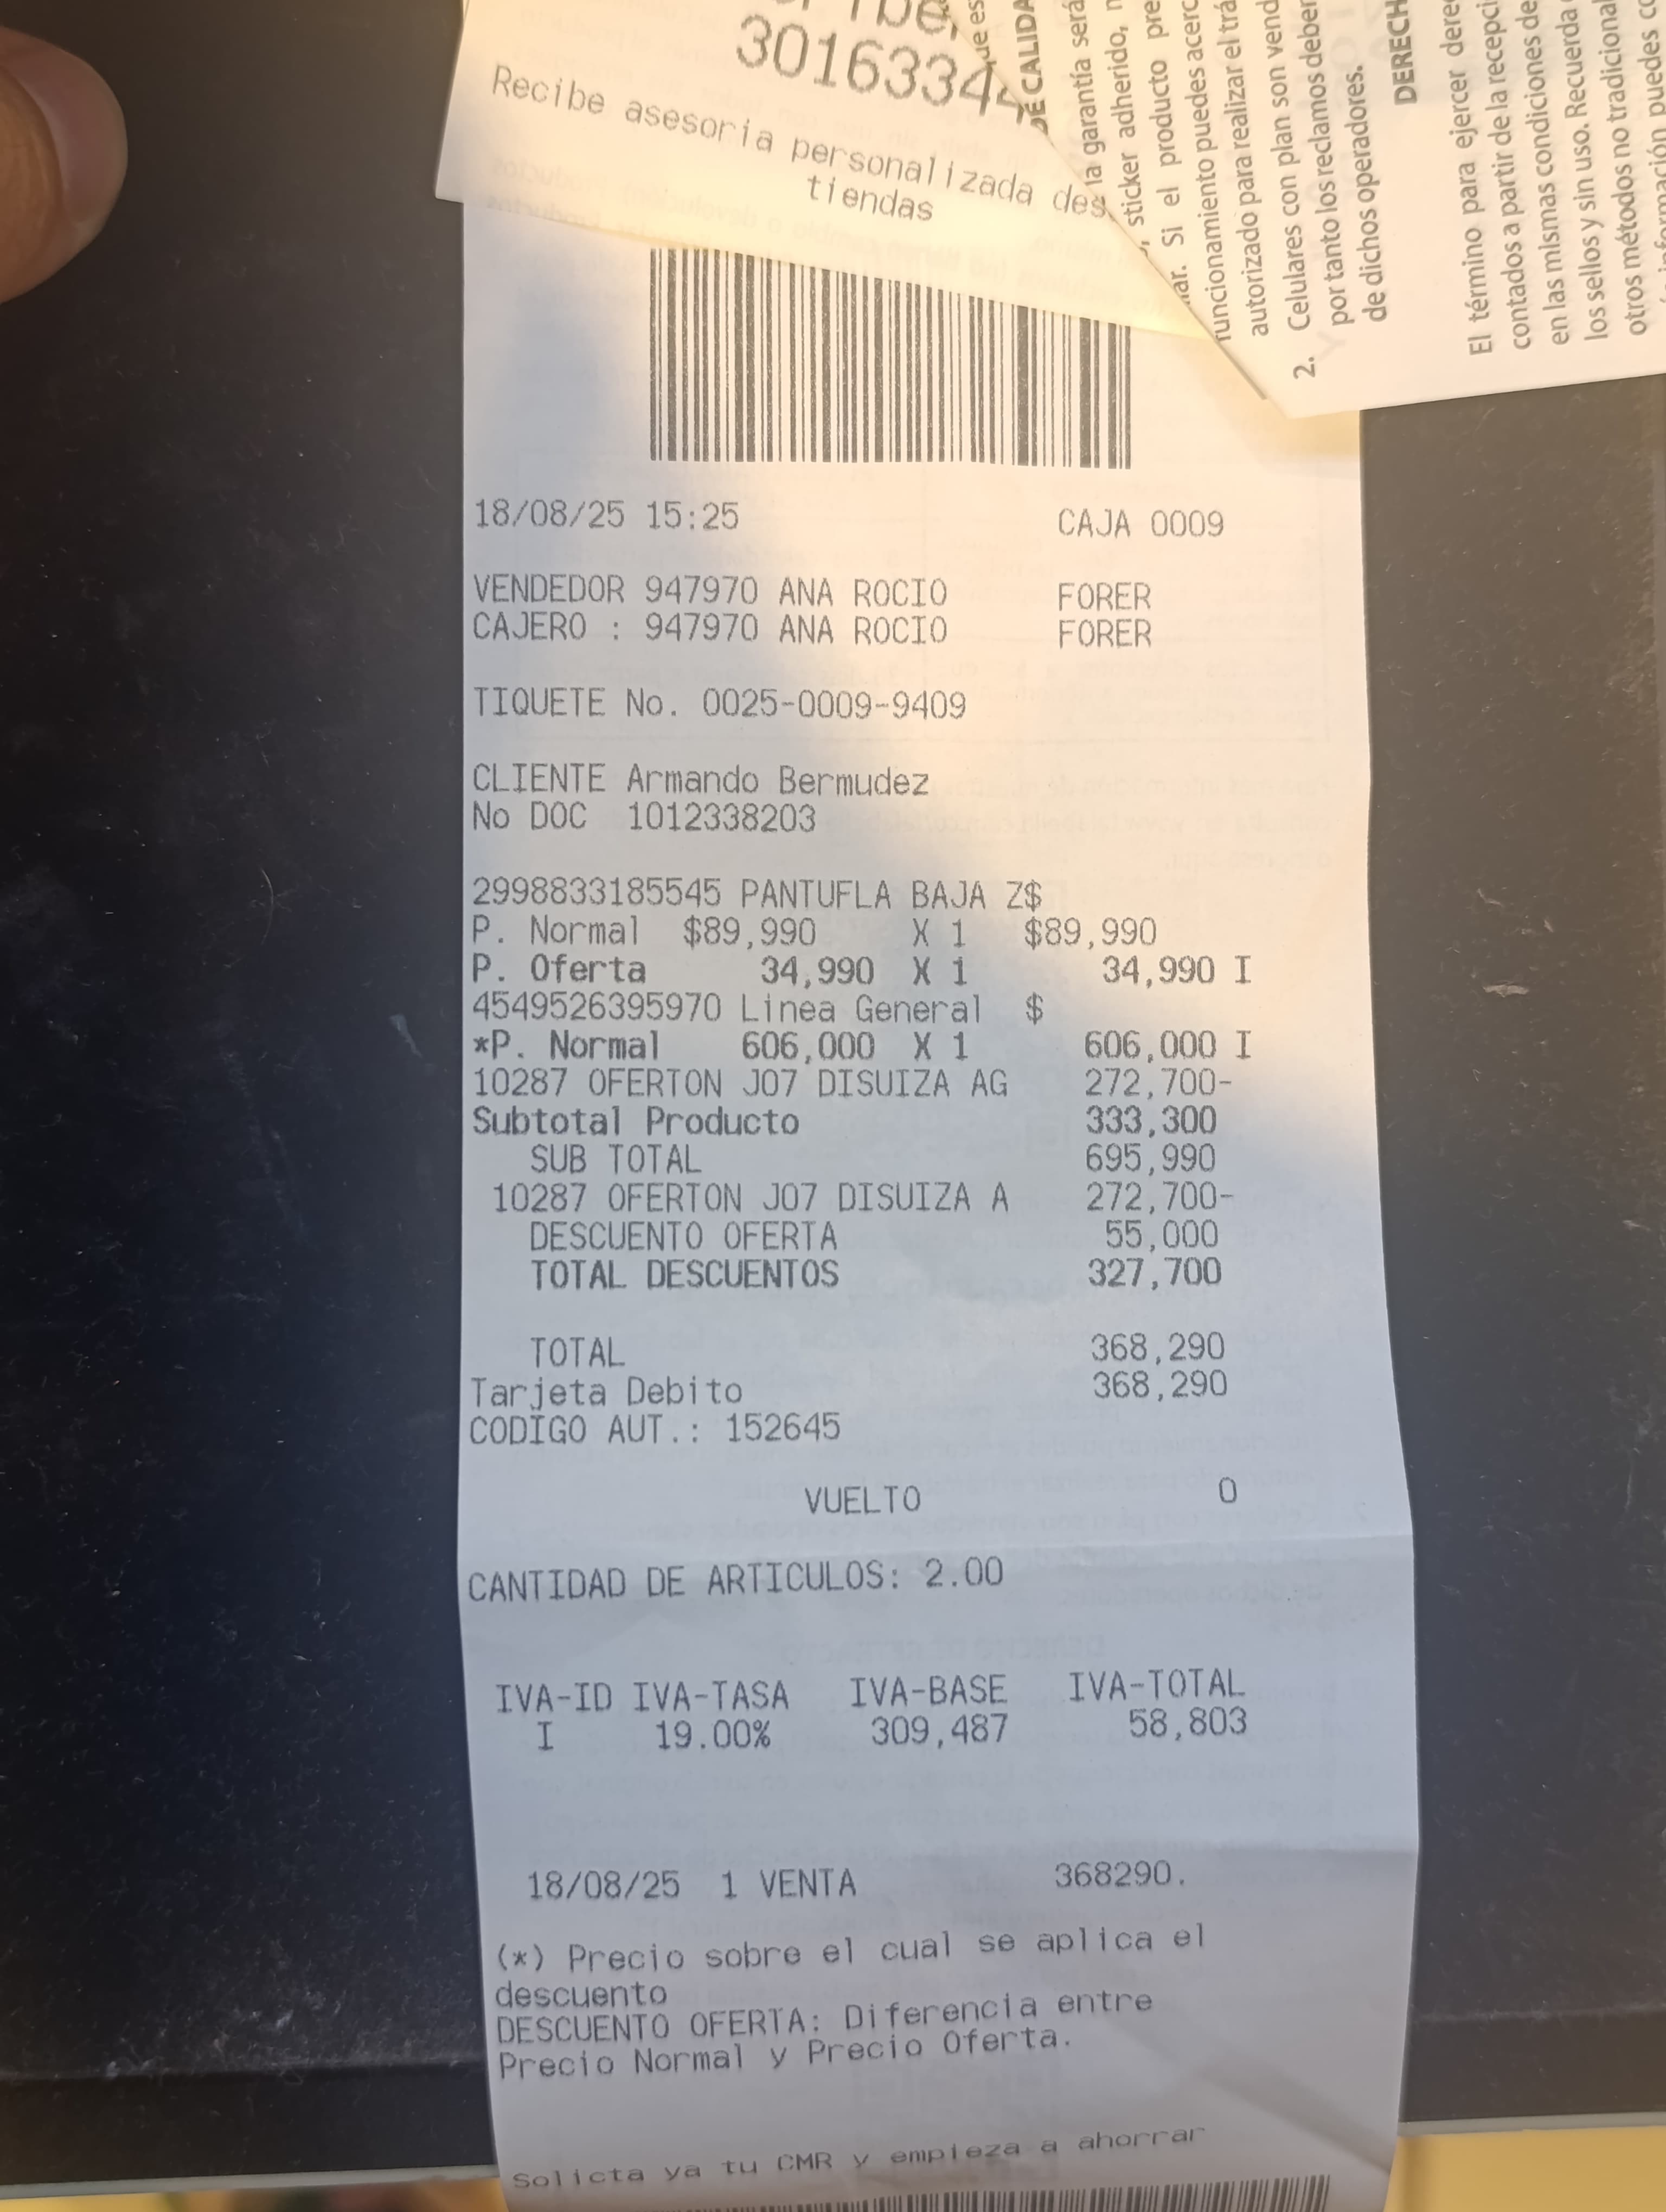 3016334
Recibe asesoria personalizada des
tiendas
DE CALIDA
la garantía será
sticker adherido,
Si el producto
funcionamiento puedes
autorizado para realizar el
2. Celulares con plan son
por tanto los reclamos
de dichos operadores.
DERECH
El término para ejercer
contados a partir de la
en las mismas condiciones
los sellos y sin uso. Recuerda
otros métodos no
información puedes
18/08/25 15:25 CAJA 0009
VENDEDOR 947970 ANA ROCIO FORER
CAJERO : 947970 ANA ROCIO FORER
TIQUETE No. 0025-0009-9409
CLIENTE Armando Bermudez
No DOC 1012338203
2998833185545 PANTUFLA BAJA Z$
P. Normal $89,990 X 1 $89,990
P. Oferta 34,990 X 1 34,990 I
4549526395970 Linea General $
*P. Normal 606,000 X 1 606,000 I
10287 OFERTON J07 DISUIZA AG 272,700-
Subtotal Producto 333,300
SUB TOTAL 695,990
10287 OFERTON J07 DISUIZA A 272,700-
DESCUENTO OFERTA 55,000
TOTAL DESCUENTOS 327,700
TOTAL 368,290
Tarjeta Debito 368,290
CODIGO AUT.: 152645
VUELTO 0
CANTIDAD DE ARTICULOS: 2.00
IVA-ID IVA-TASA IVA-BASE IVA-TOTAL
I 19.00% 309,487 58,803
18/08/25 1 VENTA 368290.
(*) Precio sobre el cual se aplica el
descuento
DESCUENTO OFERTA: Diferencia entre
Precio Normal y Precio Oferta.
Solicta ya tu CMR y empieza a ahorrar